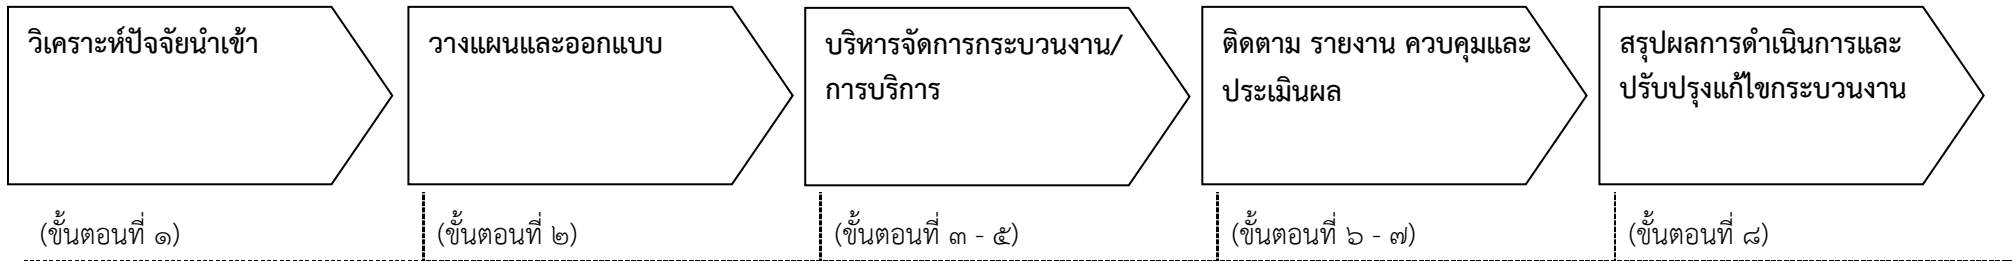 วิเคราะห์ปัจจัยนำเข้า
วางแผนและออกแบบ
บริหารจัดการกระบวนงาน/
การบริการ
ติดตาม รายงาน ควบคุมและ
ประเมินผล
สรุปผลการดำเนินการและ
ปรับปรุงแก้ไขกระบวนงาน
(ขั้นตอนที่ ๑)
(ขั้นตอนที่ ๒)
(ขั้นตอนที่ ๓ - ๕)
(ขั้นตอนที่ ๖ - ๗)
(ขั้นตอนที่ ๘)